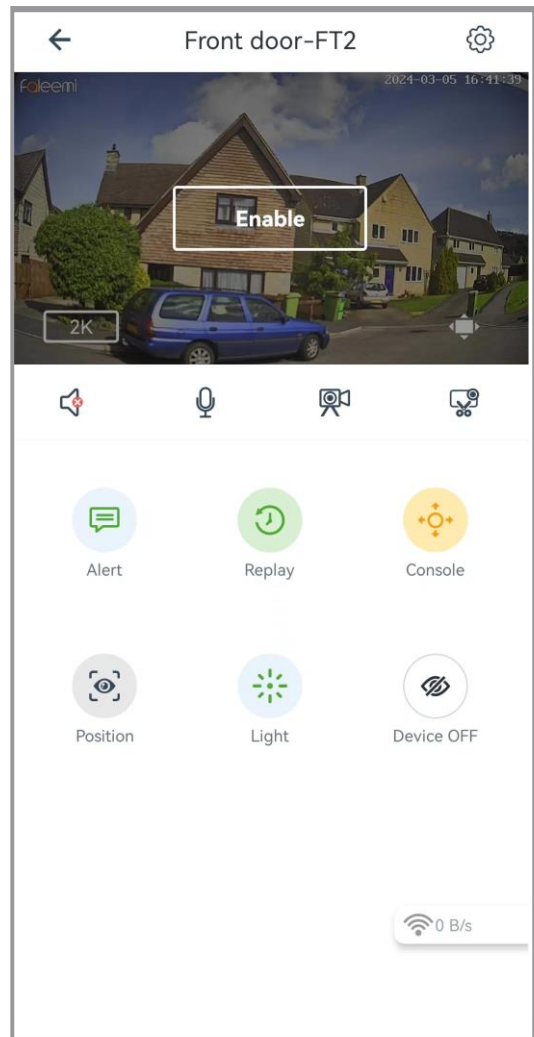 Front door-FT2
Faleemi
2024-03-05 16:41:39
Enable
2K
Alert
Replay
Console
Position
Light
Device OFF
0 B/s